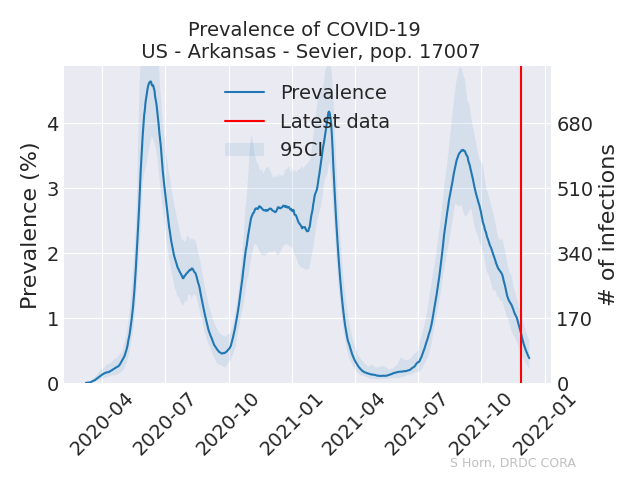 Prevalence of COVID-19
US - Arkansas - Sevier, pop. 17007
Prevalence
Latest data
95CI
Prevalence (%)
4
3
2
1
0
# of infections
680
510
340
170
0
2020-04
2020-07
2020-10
2021-01
2021-04
2021-07
2021-10
2022-01
S Horn, DRDC CORA